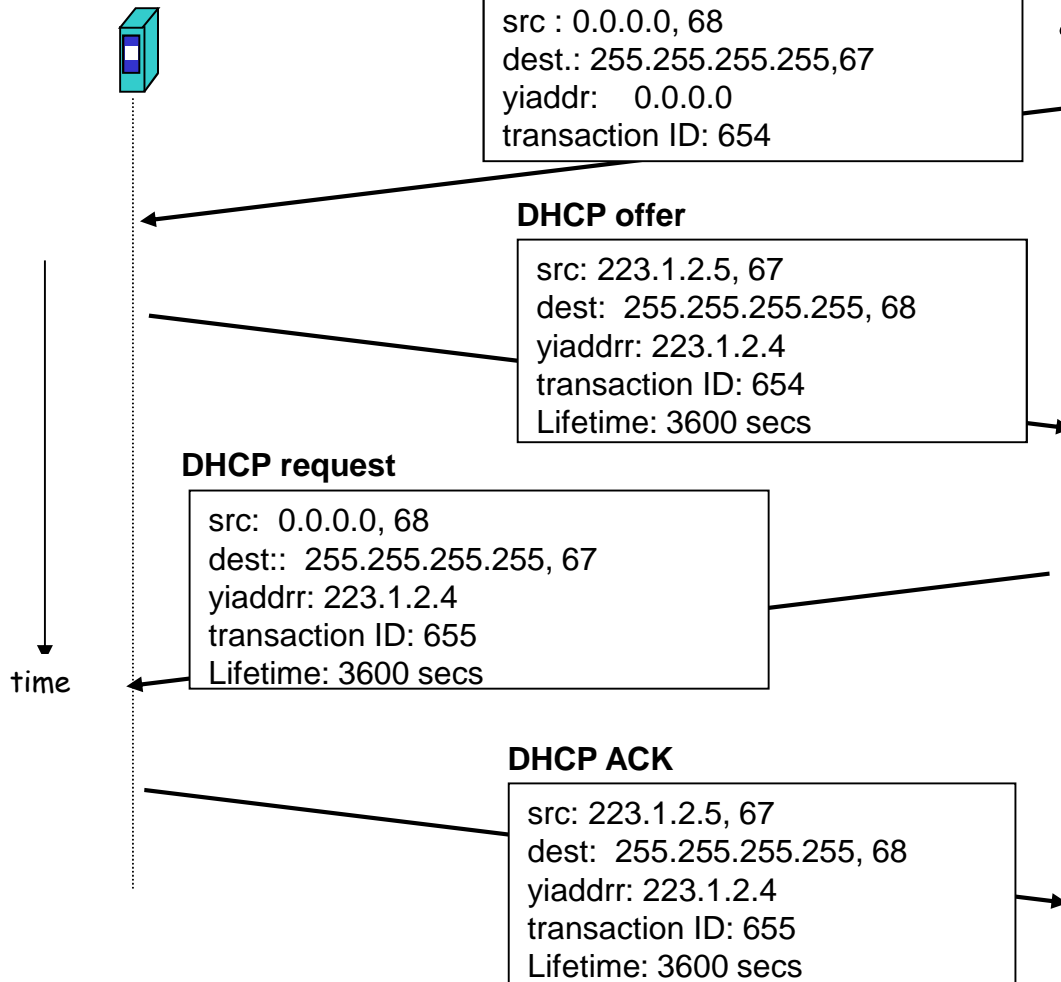 src : 0.0.0.0, 68
dest.: 255.255.255.255,67
yiaddr: 0.0.0.0
transaction ID: 654
DHCP offer
src: 223.1.2.5, 67
dest: 255.255.255.255, 68
yiaddrr: 223.1.2.4
transaction ID: 654
Lifetime: 3600 secs
DHCP request
src: 0.0.0.0, 68
dest:: 255.255.255.255, 67
yiaddrr: 223.1.2.4
transaction ID: 655
Lifetime: 3600 secs
time
DHCP ACK
src: 223.1.2.5, 67
dest: 255.255.255.255, 68
yiaddrr: 223.1.2.4
transaction ID: 655
Lifetime: 3600 secs